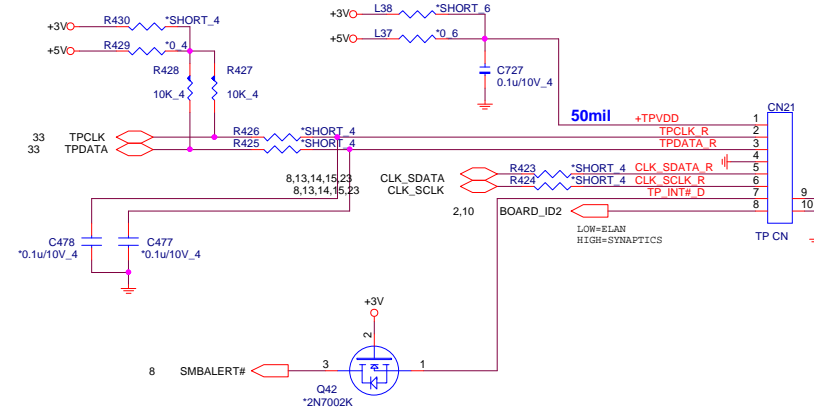 +3V R430 *SHORT_4
+5V R429 *0_4
R428 R427
10K_4 10K_4
+3V L38 *SHORT_6
+5V L37 *0_6
C727
0.1u/10V_4
33 TPCLK R426 *SHORT_4
33 TPDATA R425 *SHORT_4
50mil +TPVDD 1
TPCLK_R 2
TPDATA_R 3
4
8,13,14,15,23 CLK_SDATA R423 *SHORT_4 CLK_SDATA_R 5
8,13,14,15,23 CLK_SCLK R424 *SHORT_4 CLK_SCLK_R 6
TP_INT#_D 7
2,10 BOARD_ID2 8
CN21
9
10
TP CN
LOW=ELAN
HIGH=SYNAPTICS
C478 C477
*0.1u/10V_4 *0.1u/10V_4
+3V
2
8 SMBALERT# 3 1
Q42
*2N7002K